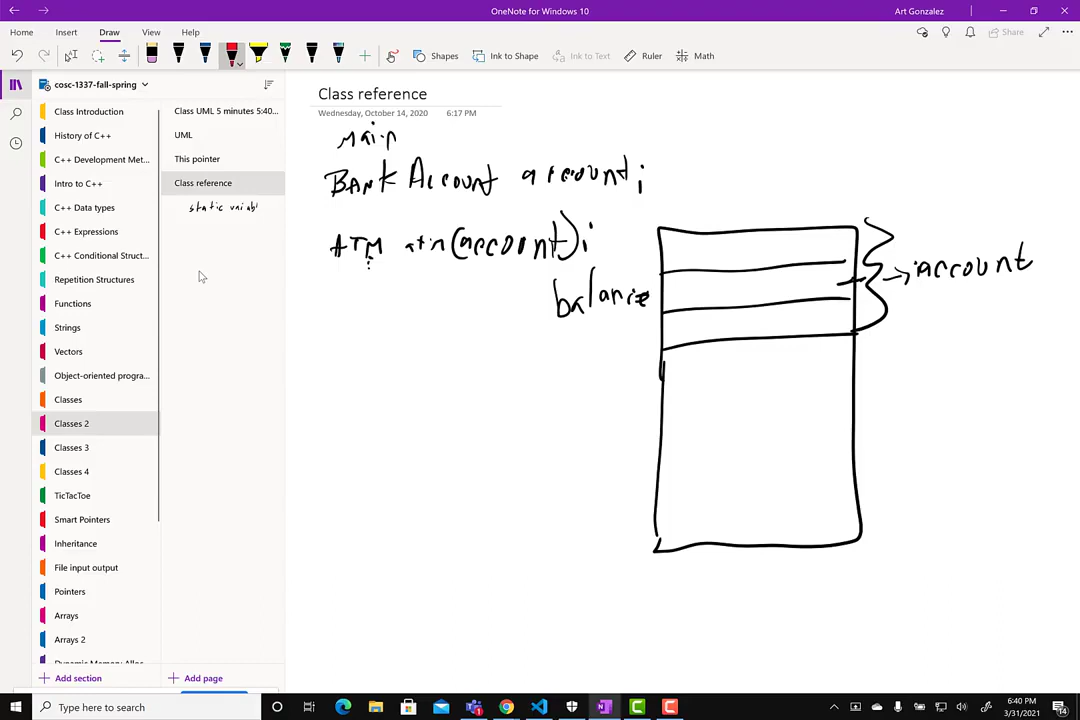 OneNote for Windows 10
Art Gonzalez
Home Insert Draw View Help
Share
Shapes Ink to Shape Ink to Text Ruler Math
cosc-1337-fall-spring
Class Introduction
History of C++
C++ Development Met...
Intro to C++
C++ Data types
C++ Expressions
C++ Conditional Struct...
Repetition Structures
Functions
Strings
Vectors
Object-oriented progra...
Classes
Classes 2
Classes 3
Classes 4
TicTacToe
Smart Pointers
Inheritance
File input output
Pointers
Arrays
Arrays 2
Dynamic Memory Alloc
Add section
Class UML 5 minutes 5:40...
UML
This pointer
Class reference
static
Add page
Class reference
Wednesday, October 14, 2020 6:17 PM
main
BankAccount account;
ATM atm(account);
balance
account
Type here to search
6:40 PM
3/31/2021
14